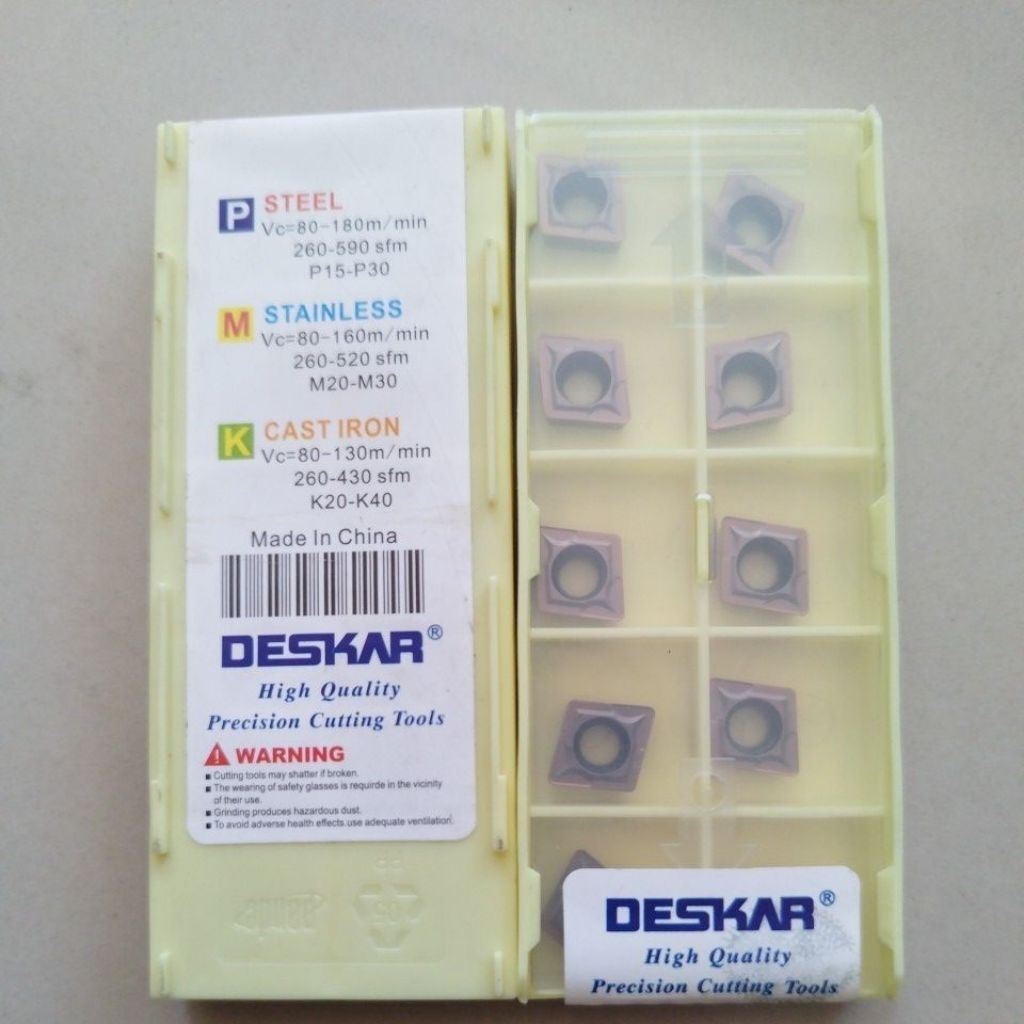 P STEEL
Vc=80-180m/min
260-590 sfm
P15-P30
M STAINLESS
Vc=80-160m/min
260-520 sfm
M20-M30
K CAST IRON
Vc=80-130m/min
260-430 sfm
K20-K40
Made In China
DESKAR®
High Quality
Precision Cutting Tools
WARNING
■ Cutting tools may shatter if broken.
■ The wearing of safety glasses is requirde in the vicinity
of their use.
■ Grinding produces hazardous dust.
■ To avoid adverse health effects.use adequate ventilation.
DESKAR®
High Quality
Precision Cutting Tools